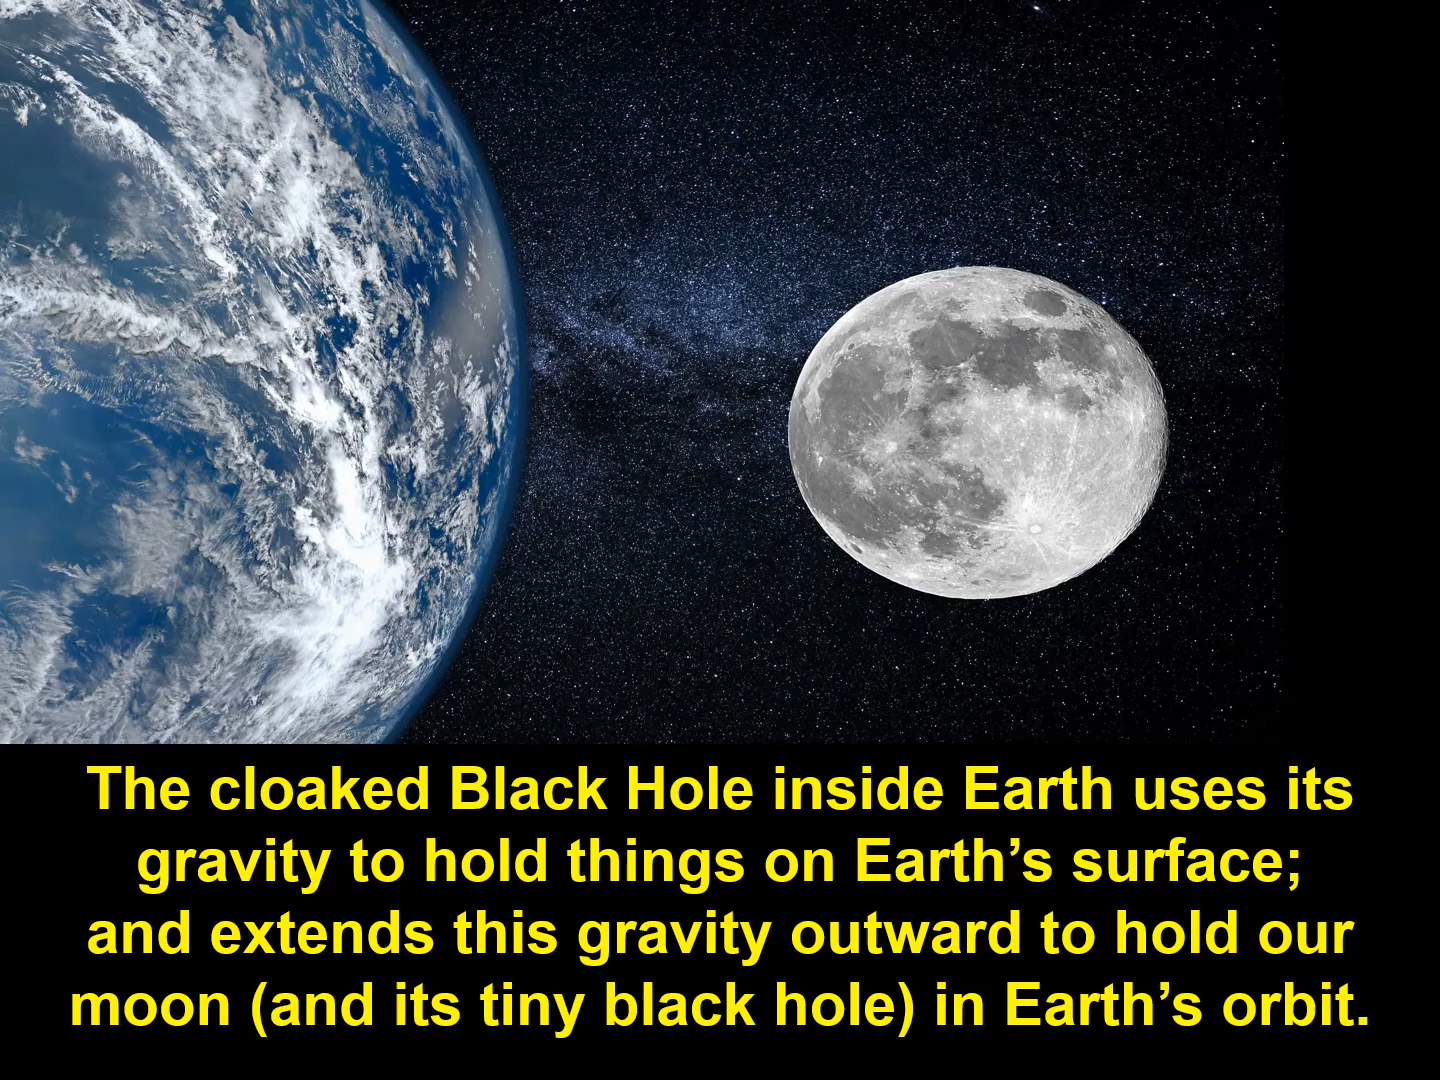 The cloaked Black Hole inside Earth uses its
gravity to hold things on Earth’s surface;
and extends this gravity outward to hold our
moon (and its tiny black hole) in Earth’s orbit.